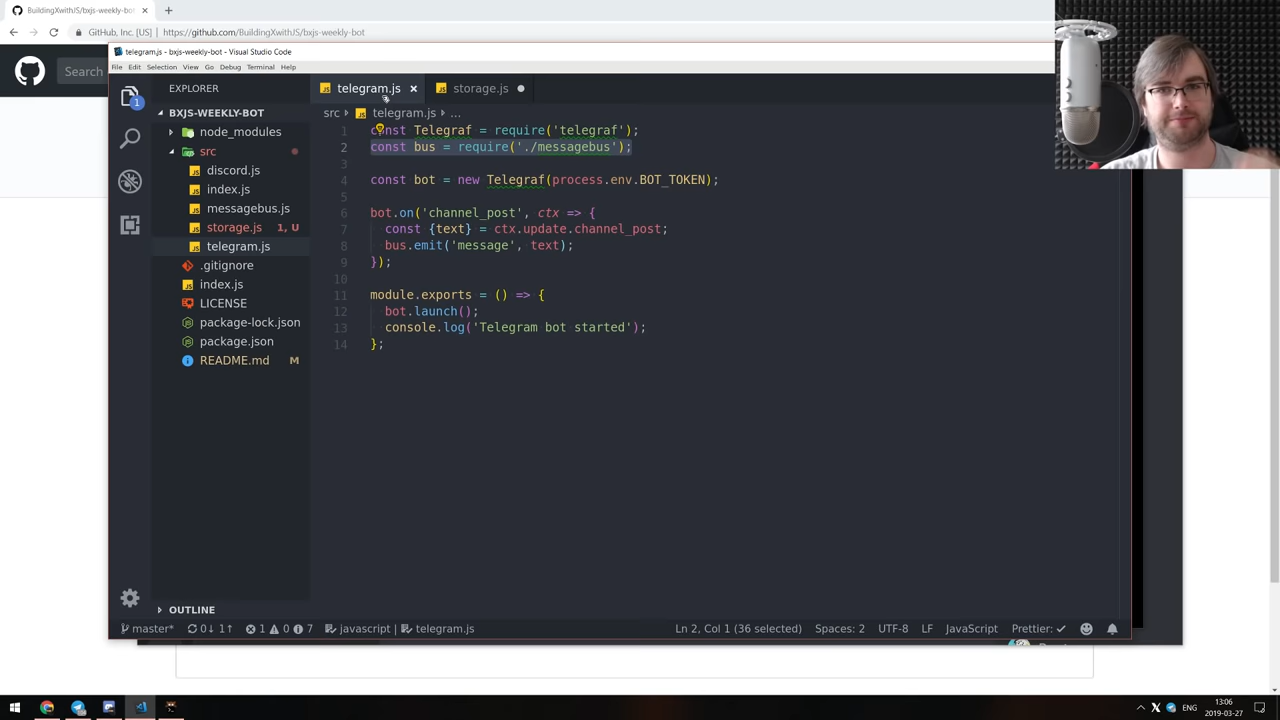 BuildingXwithJS/bxjs-weekly-bot
GitHub, Inc. [US] | https://github.com/BuildingXwithJS/bxjs-weekly-bot
Search
telegram.js - bxjs-weekly-bot - Visual Studio Code
File Edit Selection View Go Debug Terminal Help
EXPLORER
telegram.js
storage.js
1
BXJS-WEEKLY-BOT
node_modules
src
discord.js
index.js
messagebus.js
storage.js 1, U
telegram.js
.gitignore
index.js
LICENSE
package-lock.json
package.json
README.md M
OUTLINE
src telegram.js ...
1 const Telegraf = require('telegraf');
2 const bus = require('./messagebus');
3
4 const bot = new Telegraf(process.env.BOT_TOKEN);
5
6 bot.on('channel_post', ctx => {
7 const {text} = ctx.update.channel_post;
8 bus.emit('message', text);
9 });
10
11 module.exports = () => {
12 bot.launch();
13 console.log('Telegram bot started');
14 };
master* 0↓ 1↑ 1 0 7 javascript | telegram.js Ln 2, Col 1 (36 selected) Spaces: 2 UTF-8 LF JavaScript Prettier: ✓
ENG
13:06
2019-03-27